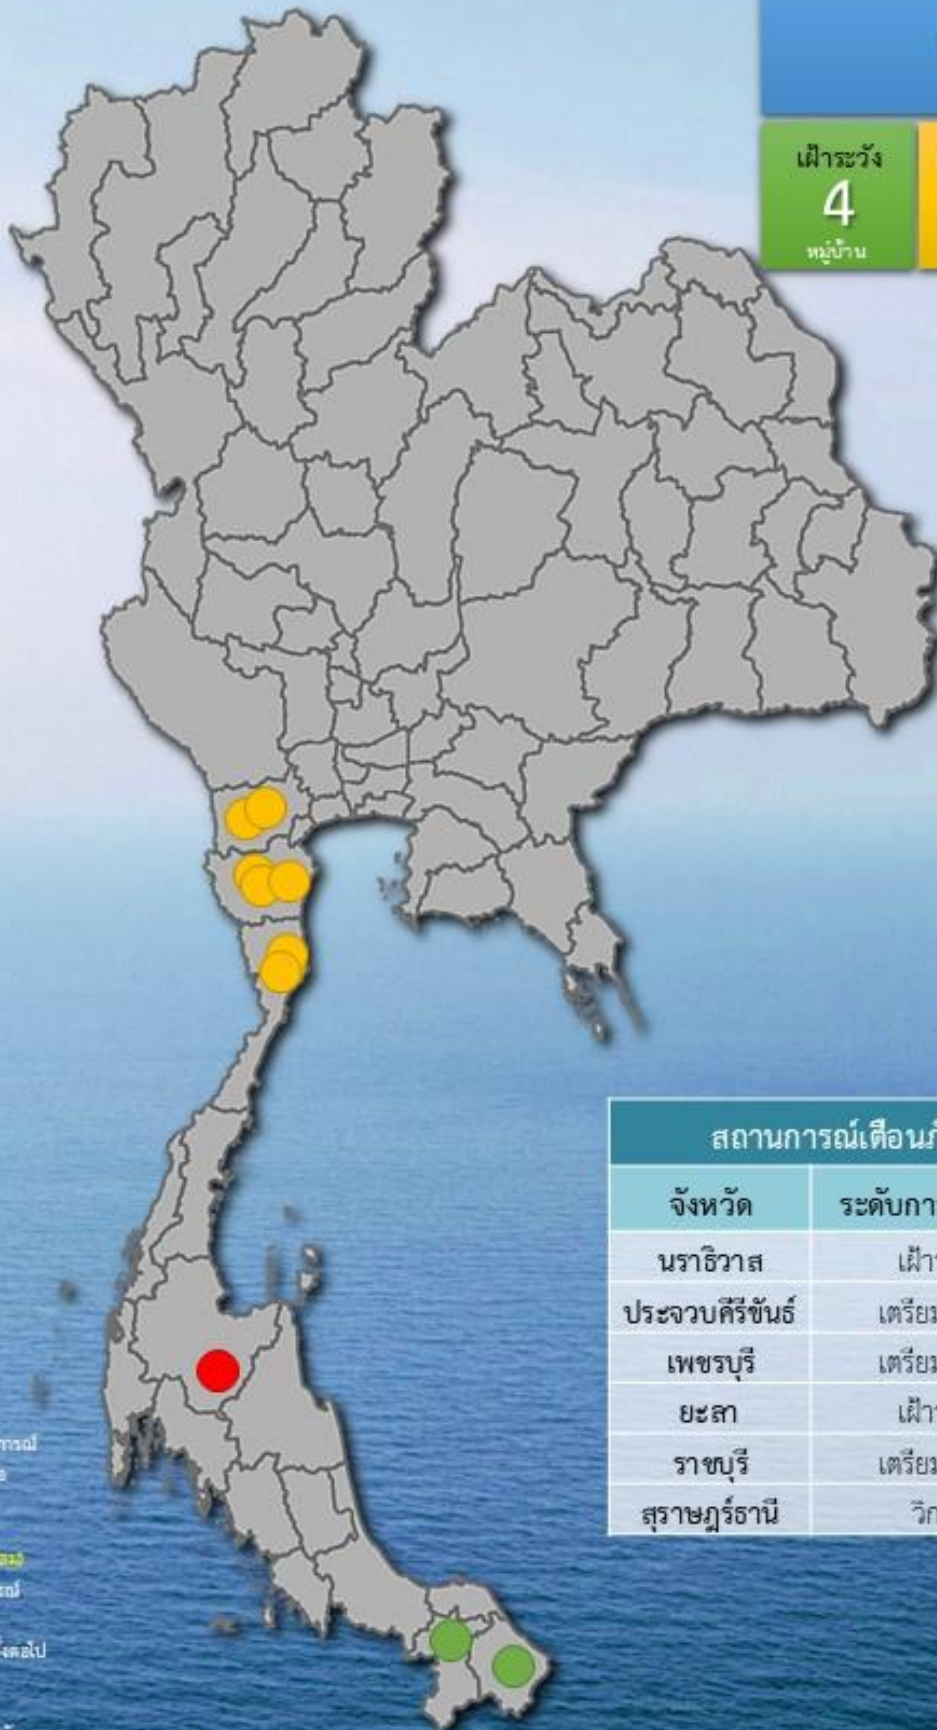 เฝ้าระวัง
4
หมู่บ้าน
สถานการณ์เตือนภั
จังหวัด ระดับกา
นราธิวาส เฝ้า
ประจวบคีรีขันธ์ เตรียม
เพชรบุรี เตรียม
ยะลา เฝ้า
ราชบุรี เตรียม
สุราษฎร์ธานี วิก